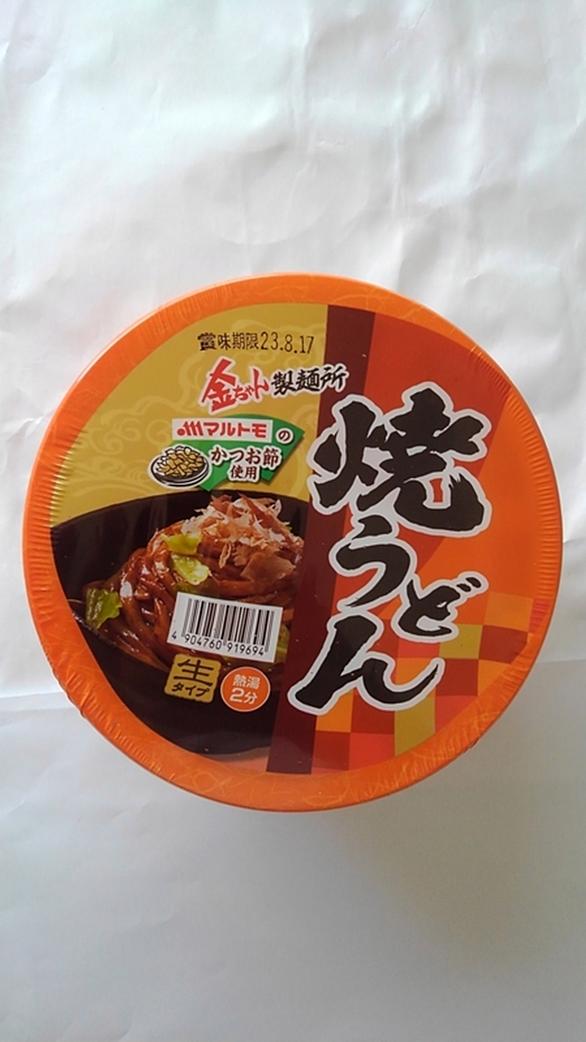 賞味期限23.8.17
金ちゃん製麺所
マルトモの
かつお節
使用
焼うどん
4 904760 919694
生
タイプ
熱湯
2分